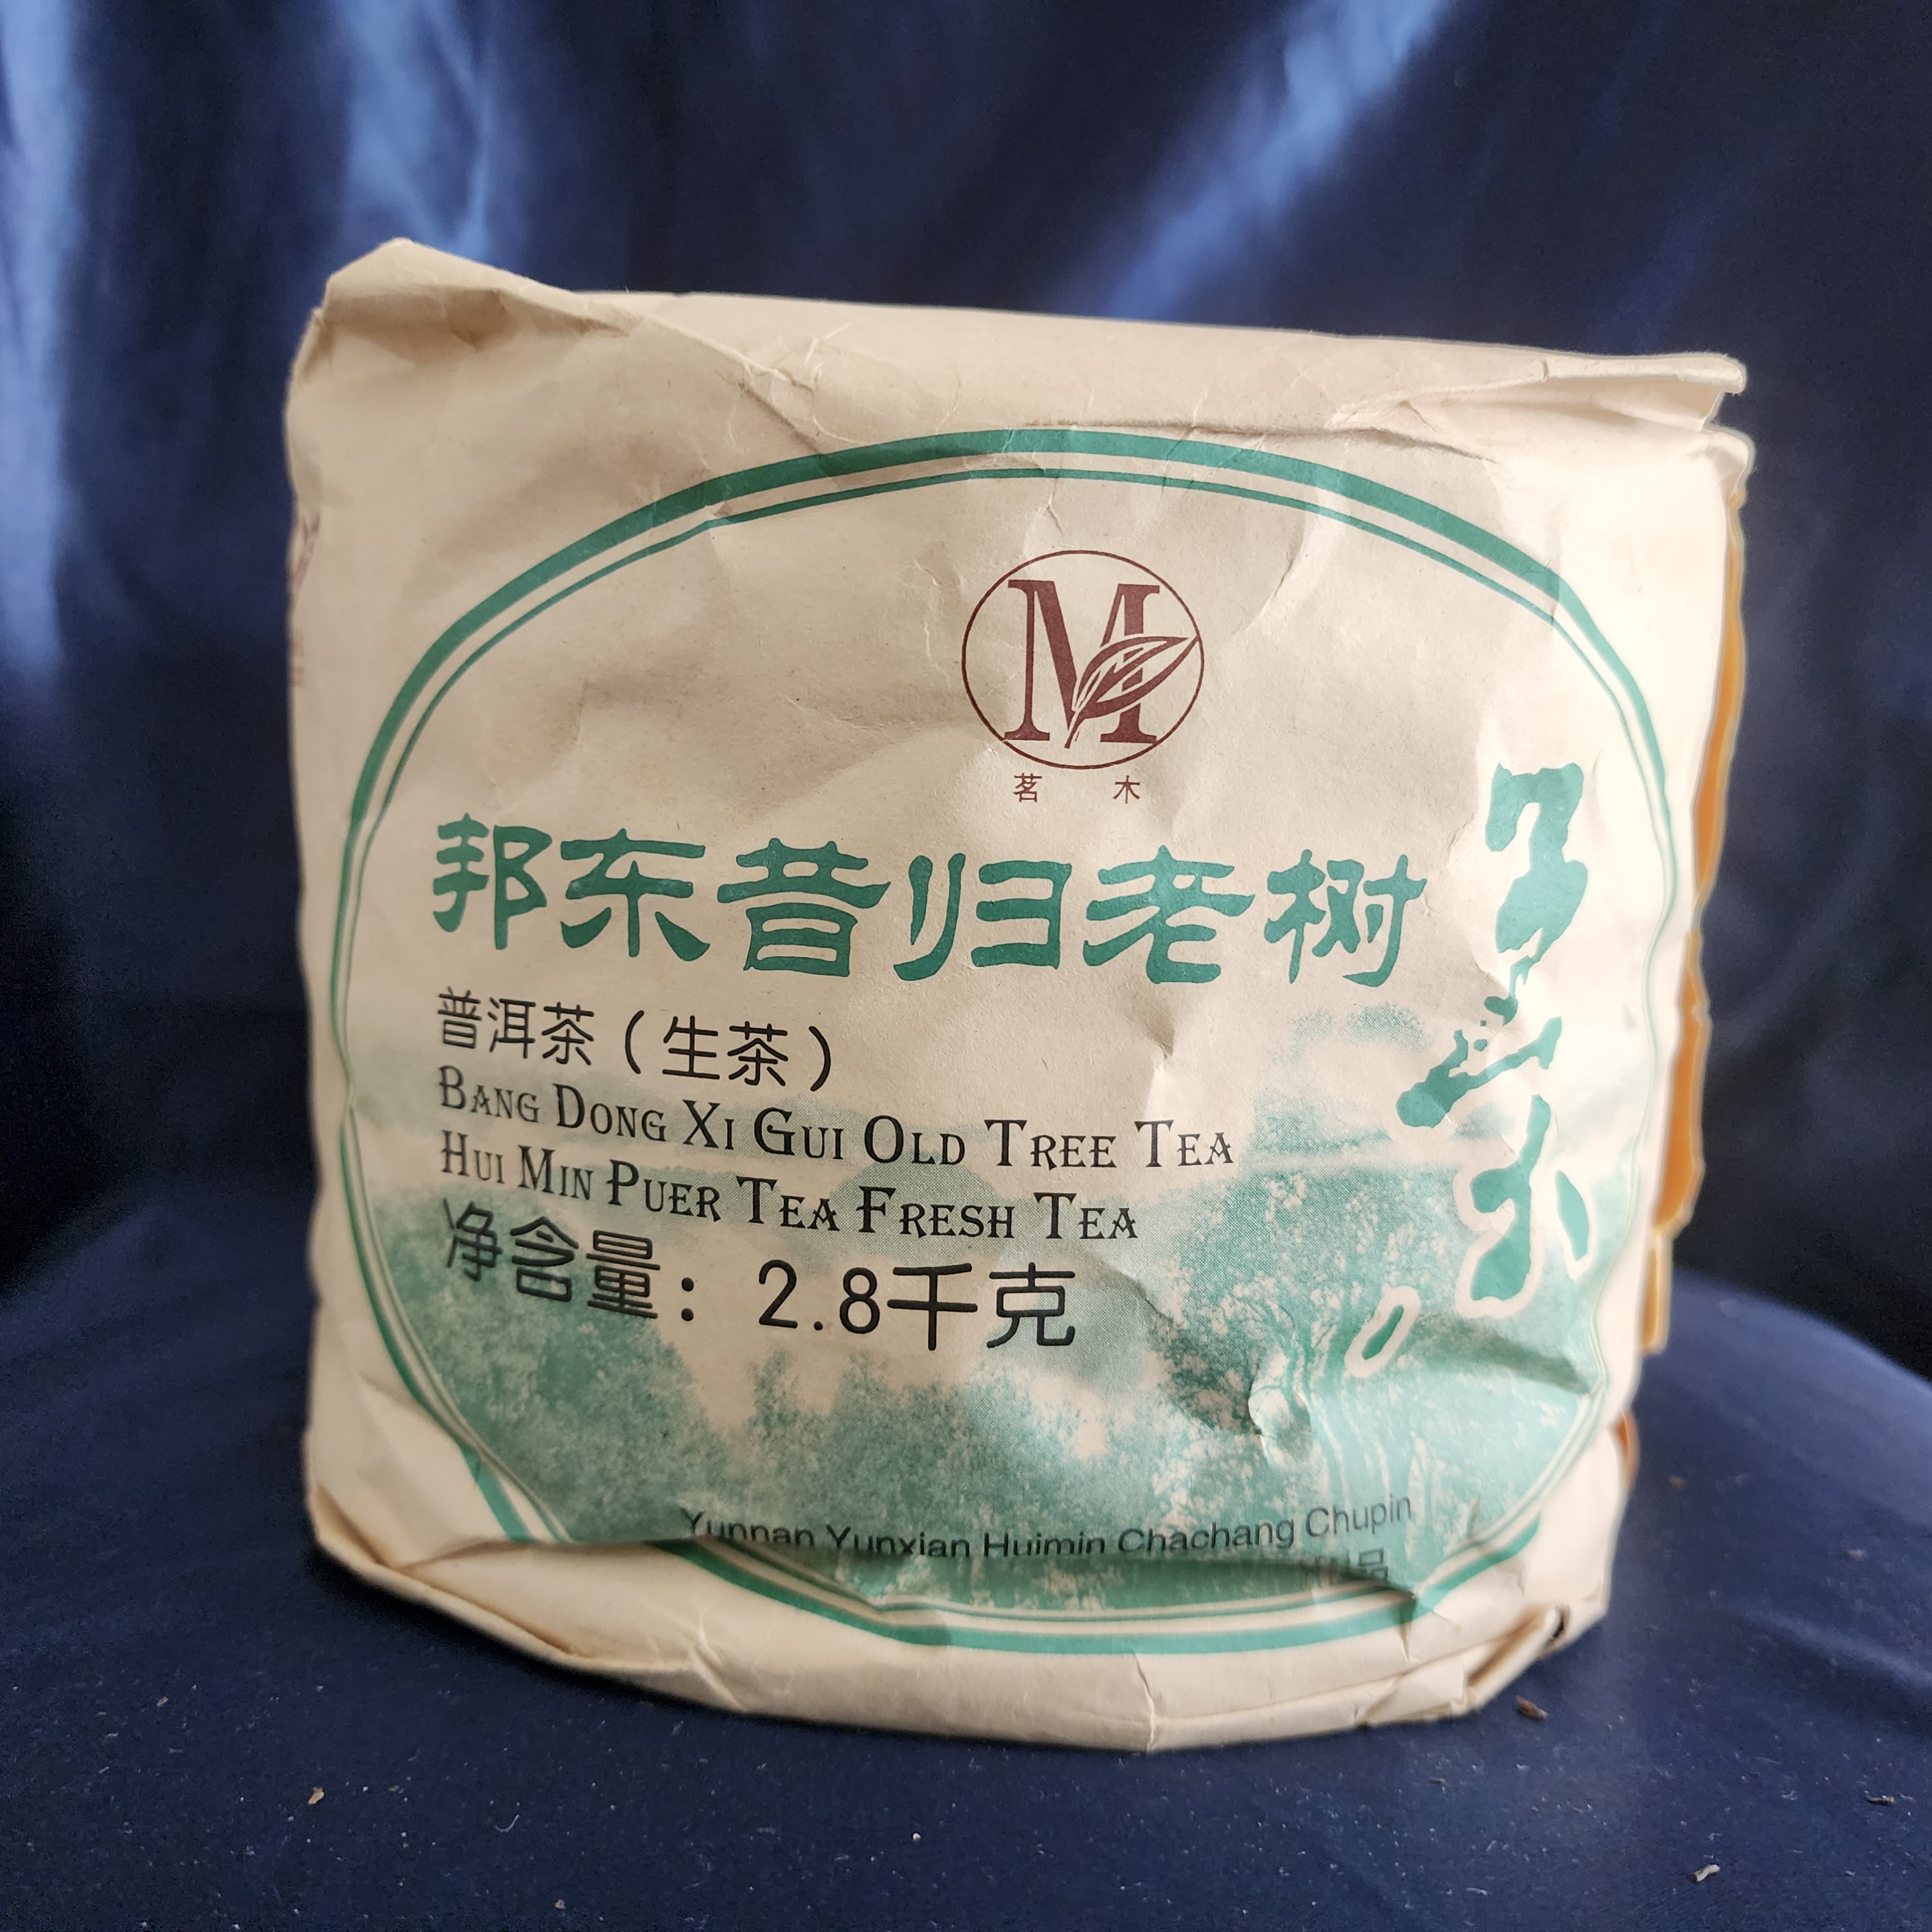 M
茗木
邦东昔归老树
普洱茶（生茶）
BANG DONG XI GUI OLD TREE TEA
HUI MIN PUER TEA FRESH TEA
净含量：2.8千克
Yunnan Yunxian Huimin Chachang Chupin
品